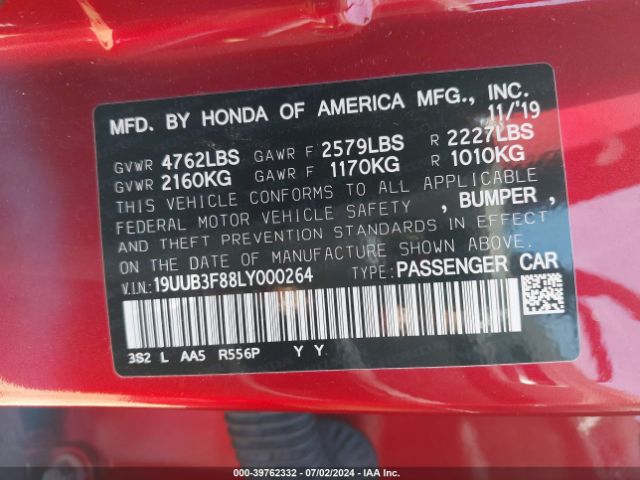 MFD. BY HONDA OF AMERICA MFG., INC.
11/'19
GVWR 4762LBS GAWR F 2579LBS R 2227LBS
GVWR 2160KG GAWR F 1170KG R 1010KG
THIS VEHICLE CONFORMS TO ALL APPLICABLE
FEDERAL MOTOR VEHICLE SAFETY , BUMPER ,
AND THEFT PREVENTION STANDARDS IN EFFECT
ON THE DATE OF MANUFACTURE SHOWN ABOVE.
V.I.N: 19UUB3F88LY000264 TYPE: PASSENGER CAR
3S2 L AA5 R556P Y Y
000-39762332 - 07/02/2024 - IAA Inc.